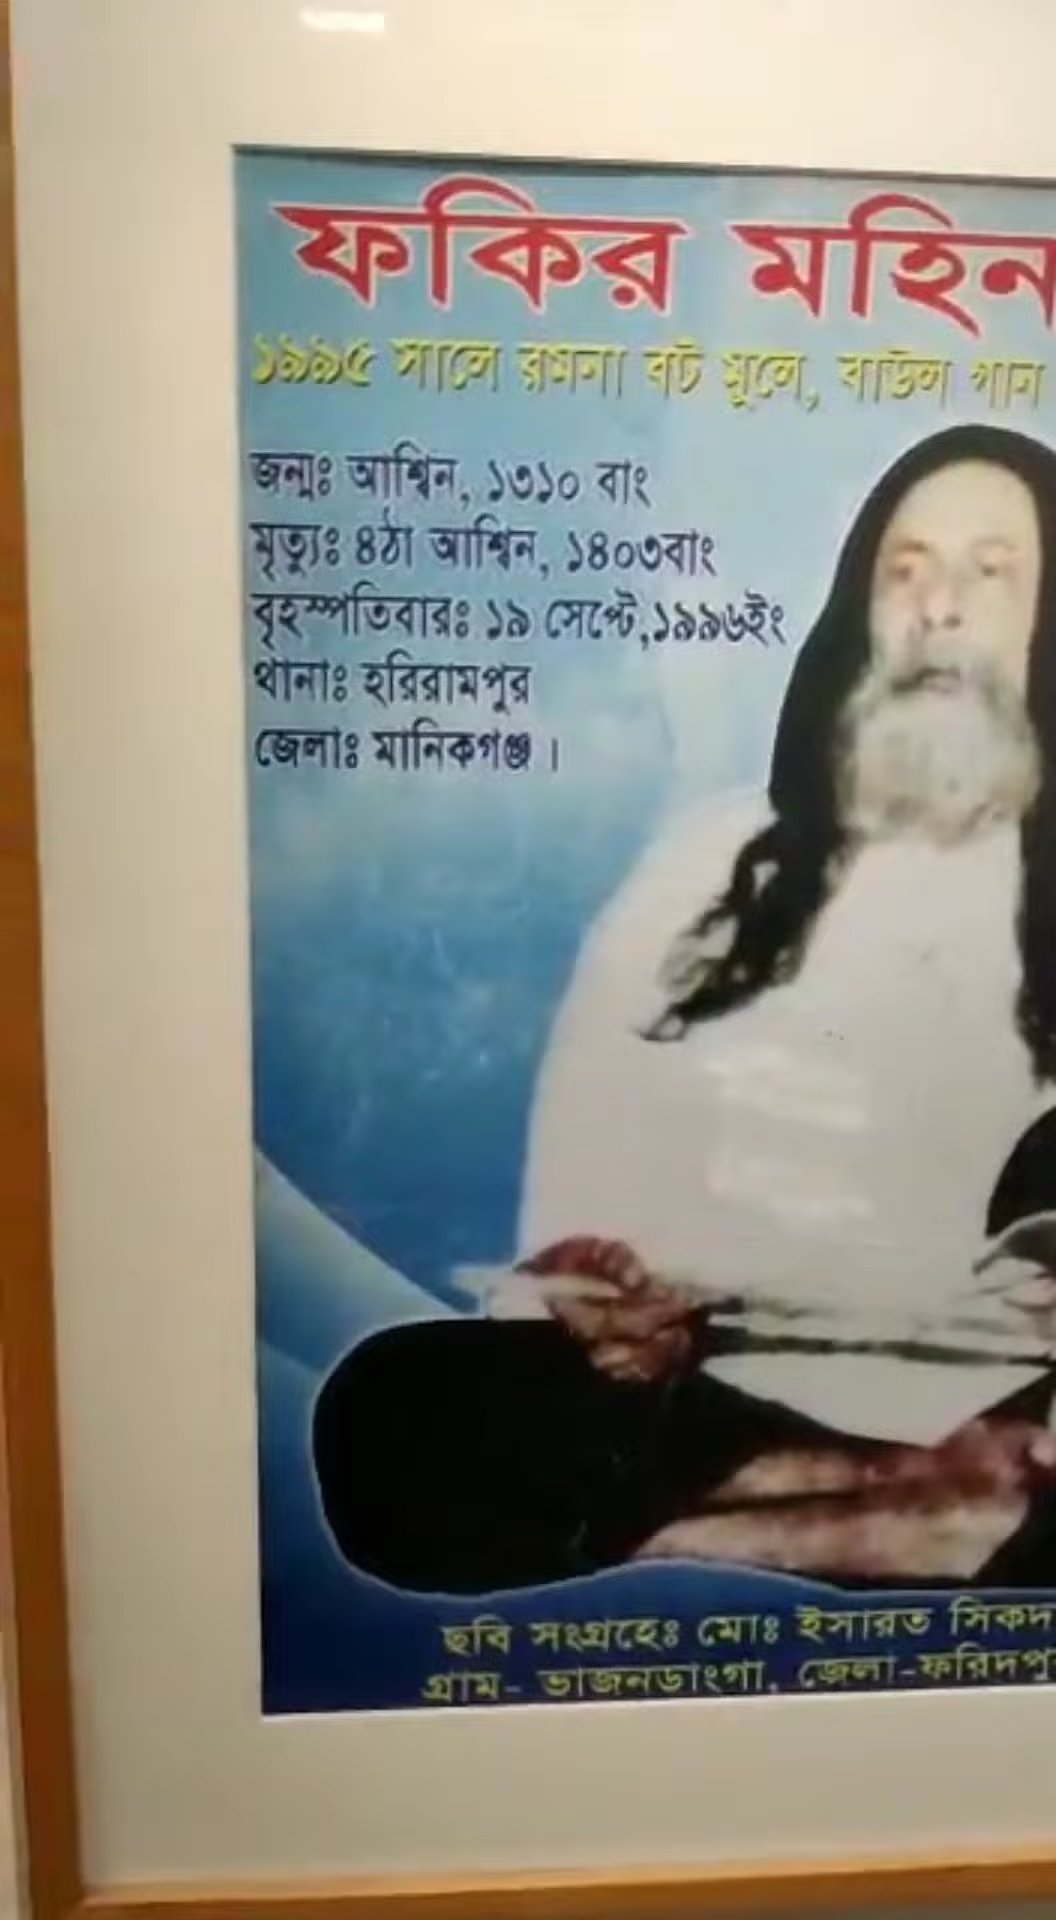 ফকির মহিন
১৯৯৫ সালে রমনা বট মূলে, বাউল গান
জন্মঃ আশ্বিন, ১৩১০ বাং
মৃত্যুঃ ৪ঠা আশ্বিন, ১৪০৩বাং
বৃহস্পতিবারঃ ১৯ সেপ্টে,১৯৯৬ইং
থানাঃ হরিরামপুর
জেলাঃ মানিকগঞ্জ।
ছবি সংগ্রহেঃ মোঃ ইসারত সিকদ
গ্রাম- ভাজনডাংগা, জেলা-ফরিদপু